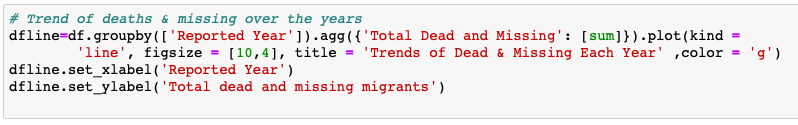 # Trend of deaths & missing over the years
dfline=df.groupby(['Reported Year']).agg({'Total Dead and Missing': [sum]}).plot(kind =
'line', figsize = [10,4], title = 'Trends of Dead & Missing Each Year' ,color = 'g')
dfline.set_xlabel('Reported Year')
dfline.set_ylabel('Total dead and missing migrants')